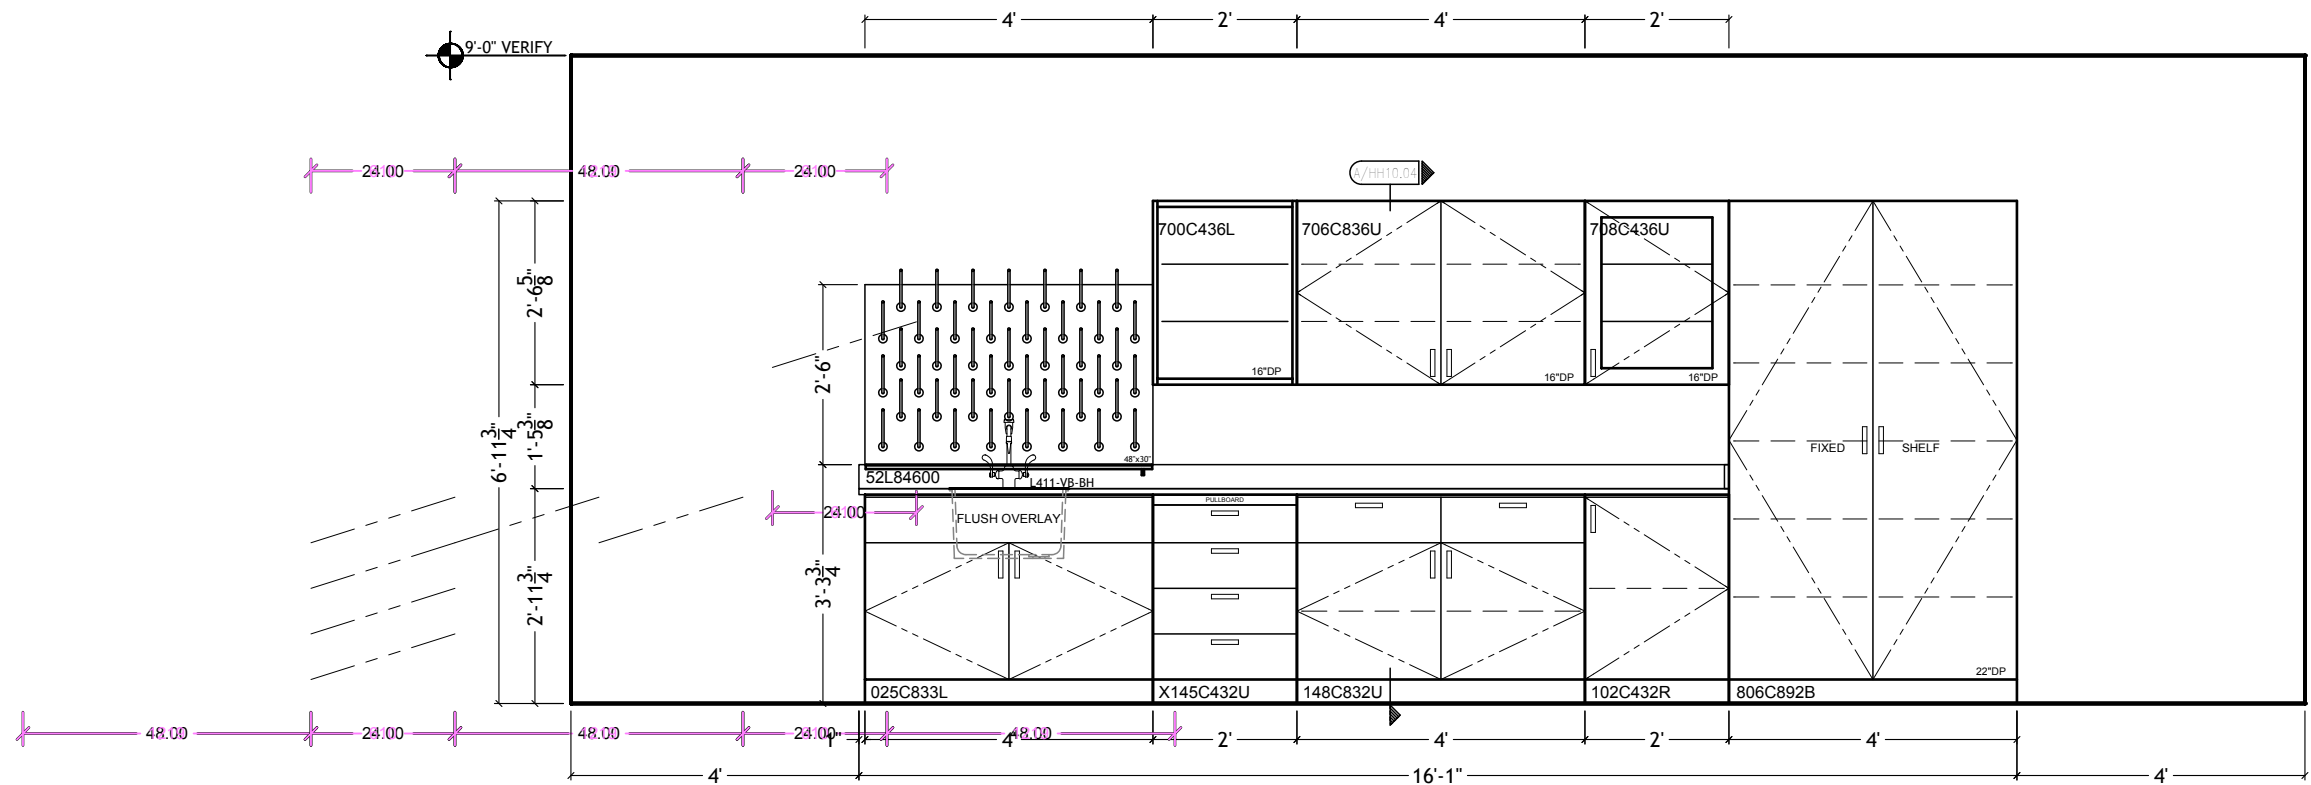 4' 2' 4' 2'
9'-0" VERIFY
24.00 48.00 24.00
A/HH10.04
700C436L 706C836U 708C436U
2'-6 5/8"
16"DP 16"DP 16"DP
2'-6"
1'-5 3/8"
6'-11 3/4"
FIXED SHELF
48"x30"
52L84600
L411-VB-BH
PULLBOARD
24.00
FLUSH OVERLAY
3'-3 3/4"
2'-11 3/4"
22"DP
025C833L X145C432U 148C832U 102C432R 806C892B
48.00 24.00 48.00 24.00 48.00
1" 4' 2' 4' 2' 4'
4' 16'-1" 4'